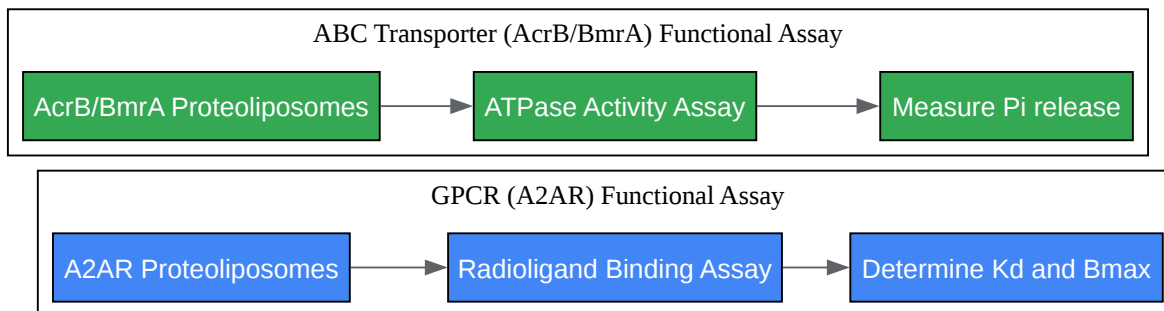 ABC Transporter (AcrB/BmrA) Functional Assay
AcrB/BmrA Proteoliposomes
ATPase Activity Assay
Measure Pi release
GPCR (A2AR) Functional Assay
A2AR Proteoliposomes
Radioligand Binding Assay
Determine Kd and Bmax